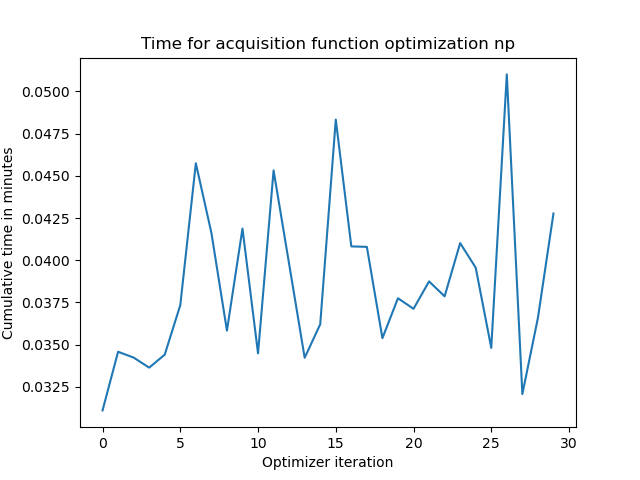 Time for acquisition function optimization np
Cumulative time in minutes
0.0500
0.0475
0.0450
0.0425
0.0400
0.0375
0.0350
0.0325
0 5 10 15 20 25 30
Optimizer iteration